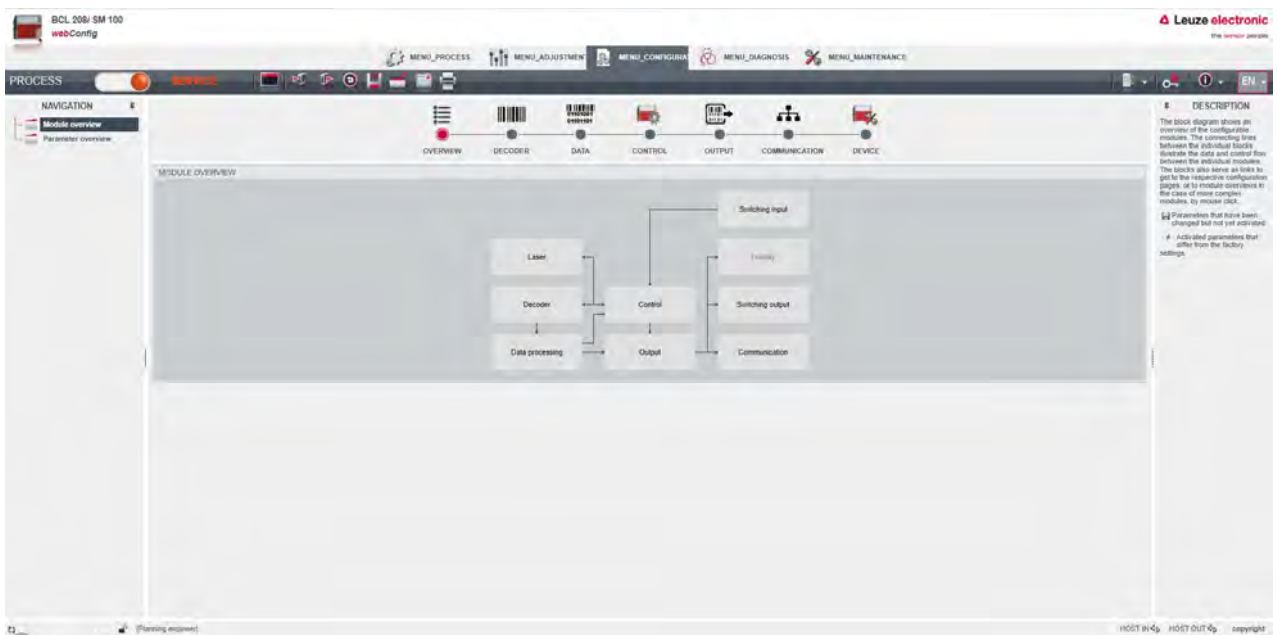 BCL 208i SM 100
webConfig
Leuze electronic
the sensor people
MENU_PROCESS
MENU_ADJUSTMENT
MENU_CONFIGURA
MENU_DIAGNOSIS
MENU_MAINTENANCE
PROCESS
SERVICE
EN
NAVIGATION
Module overview
Parameter overview
OVERVIEW
DECODER
DATA
CONTROL
OUTPUT
COMMUNICATION
DEVICE
MODULE OVERVIEW
Switching input
Laser
Display
Decoder
Control
Switching output
Data processing
Output
Communication
DESCRIPTION
The block diagram shows an
overview of the configurable
modules. The connecting lines
between the individual blocks
illustrate the data and control flow
between the individual modules.
The blocks also serve as links to
get to the respective configuration
pages, or to module overviews in
the case of more complex
modules, by mouse click.
Parameters that have been
changed but not yet activated
Activated parameters that
differ from the factory
settings.
(Planning engineer)
HOST IN
HOST OUT
copyright